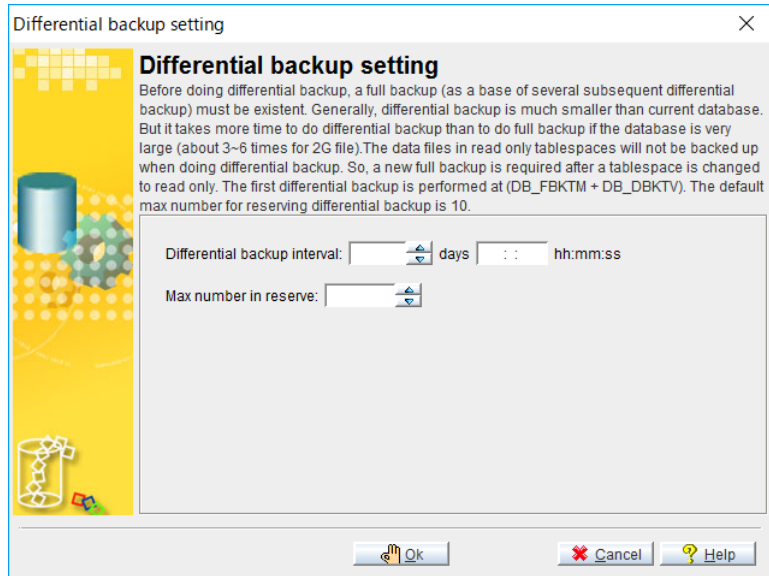 Differential backup setting
Differential backup setting
Before doing differential backup, a full backup (as a base of several subsequent differential
backup) must be existent. Generally, differential backup is much smaller than current database.
But it takes more time to do differential backup than to do full backup if the database is very
large (about 3~6 times for 2G file).The data files in read only tablespaces will not be backed up
when doing differential backup. So, a new full backup is required after a tablespace is changed
to read only. The first differential backup is performed at (DB_FBKTM + DB_DBKTV). The default
max number for reserving differential backup is 10.
Differential backup interval: days : : hh:mm:ss
Max number in reserve:
Ok Cancel Help